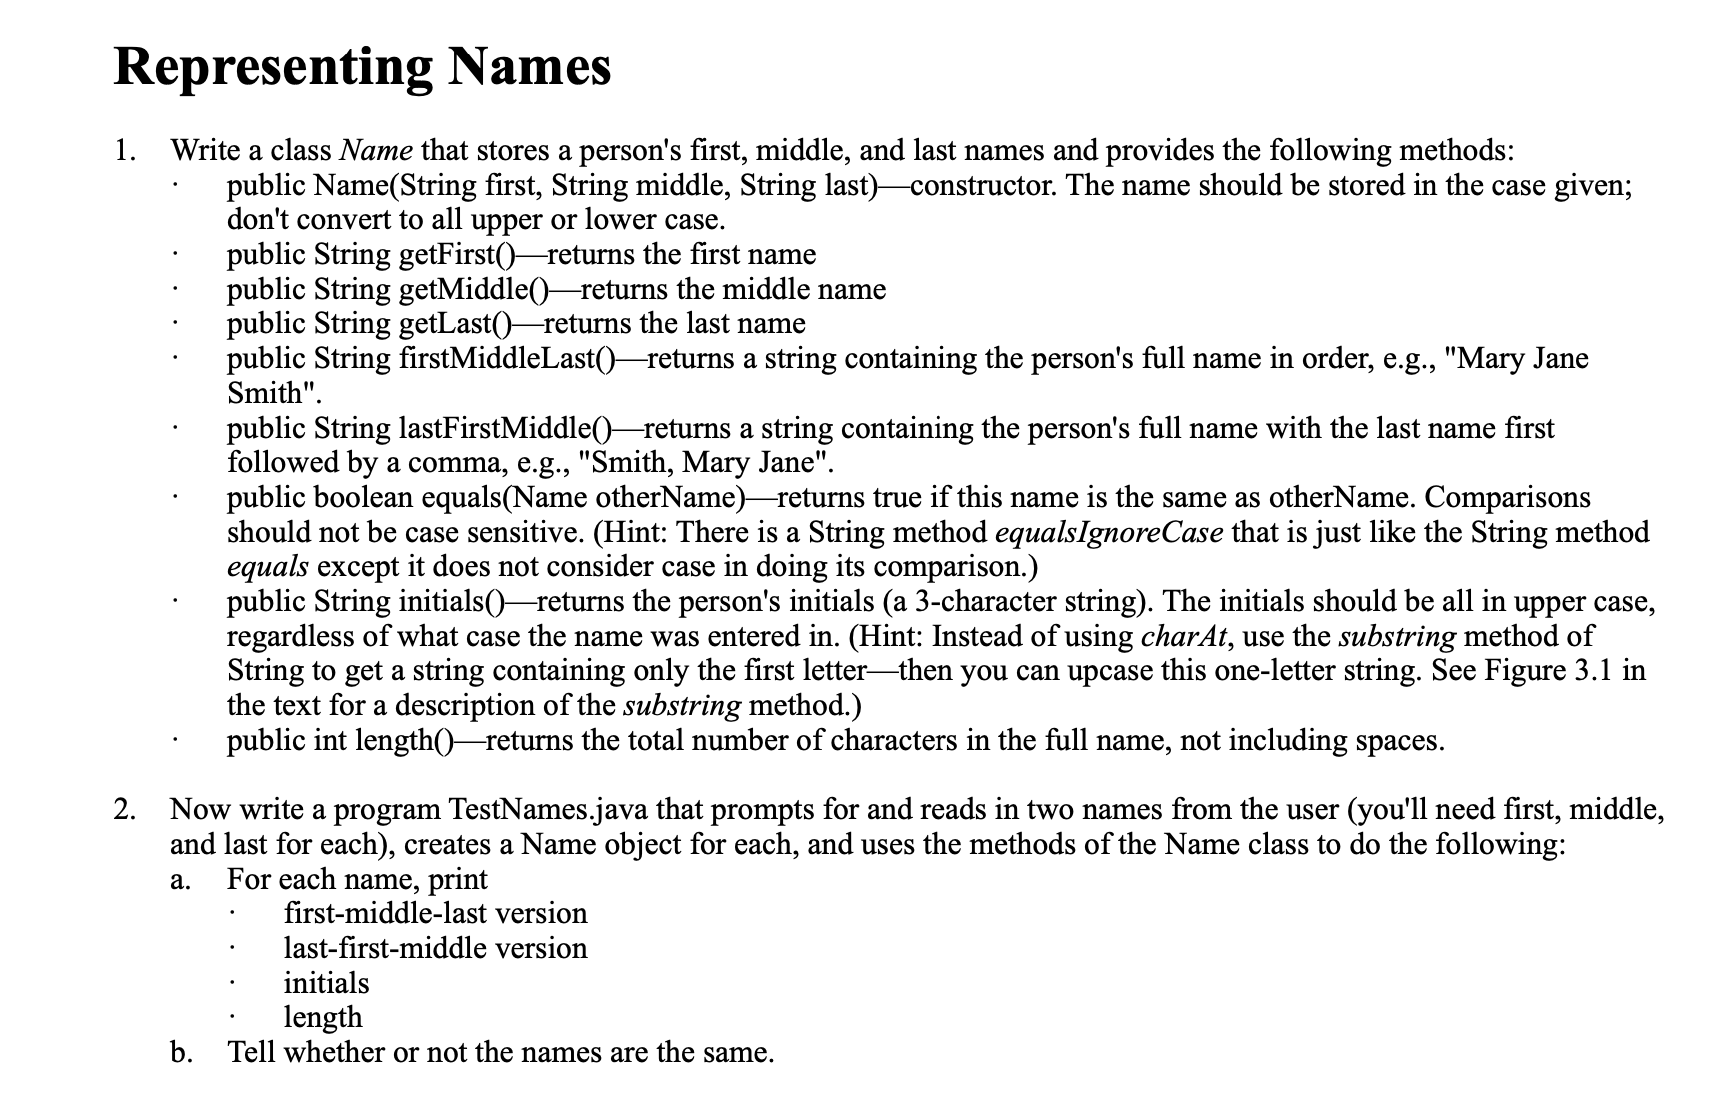 Representing Names
1. Write a class Name that stores a person's first, middle, and last names and provides the following methods:
· public Name(String first, String middle, String last)—constructor. The name should be stored in the case given;
don't convert to all upper or lower case.
· public String getFirst()—returns the first name
· public String getMiddle()—returns the middle name
· public String getLast()—returns the last name
· public String firstMiddleLast()—returns a string containing the person's full name in order, e.g., "Mary Jane
Smith".
· public String lastFirstMiddle()—returns a string containing the person's full name with the last name first
followed by a comma, e.g., "Smith, Mary Jane".
· public boolean equals(Name otherName)—returns true if this name is the same as otherName. Comparisons
should not be case sensitive. (Hint: There is a String method equalsIgnoreCase that is just like the String method
equals except it does not consider case in doing its comparison.)
· public String initials()—returns the person's initials (a 3-character string). The initials should be all in upper case,
regardless of what case the name was entered in. (Hint: Instead of using charAt, use the substring method of
String to get a string containing only the first letter—then you can upcase this one-letter string. See Figure 3.1 in
the text for a description of the substring method.)
· public int length()—returns the total number of characters in the full name, not including spaces.
2. Now write a program TestNames.java that prompts for and reads in two names from the user (you'll need first, middle,
and last for each), creates a Name object for each, and uses the methods of the Name class to do the following:
a. For each name, print
· first-middle-last version
· last-first-middle version
· initials
· length
b. Tell whether or not the names are the same.